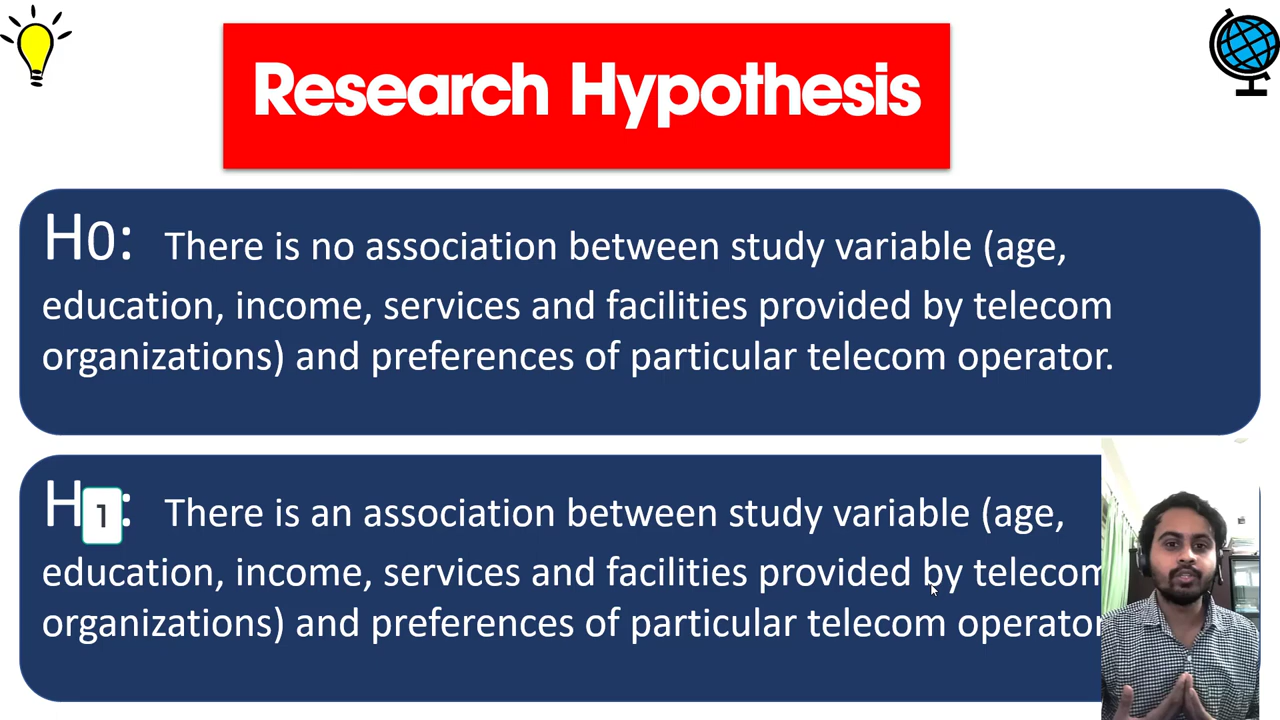 Research Hypothesis
H0: There is no association between study variable (age,
education, income, services and facilities provided by telecom
organizations) and preferences of particular telecom operator.
H1: There is an association between study variable (age,
education, income, services and facilities provided by telecom
organizations) and preferences of particular telecom operator